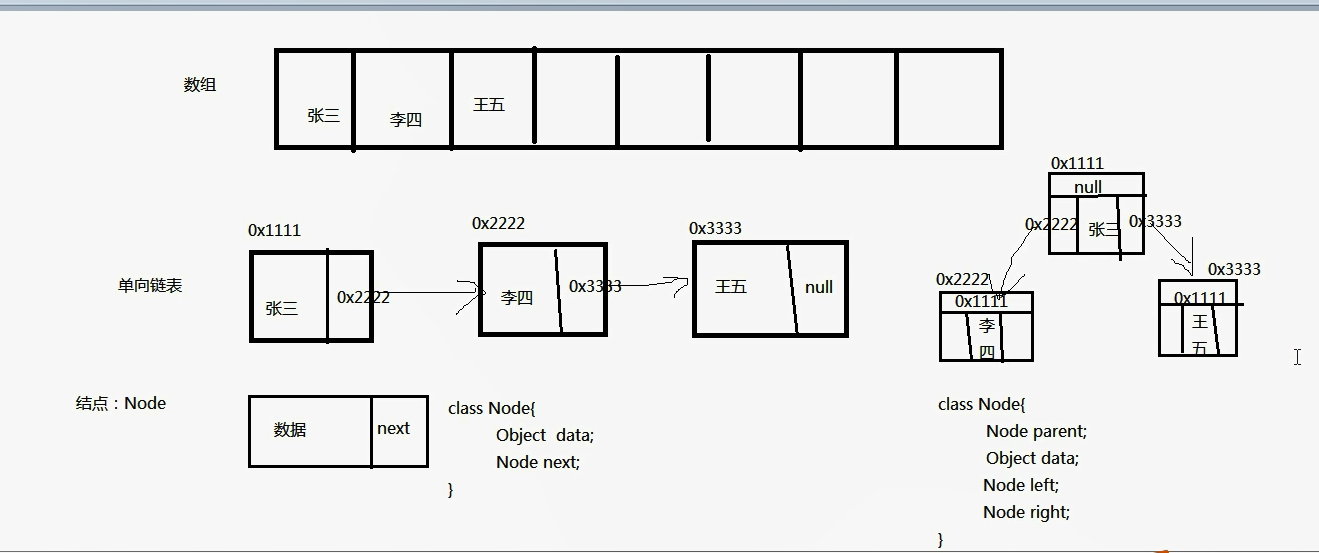 数组
张三
李四
王五
单向链表
0x1111
张三
0x2222
0x2222
李四
0x3333
0x3333
王五
null
0x1111
null
0x2222
张三
0x3333
0x2222
0x1111
李
四
0x3333
0x1111
王
五
结点：Node
数据
next
class Node{
Object data;
Node next;
}
class Node{
Node parent;
Object data;
Node left;
Node right;
}